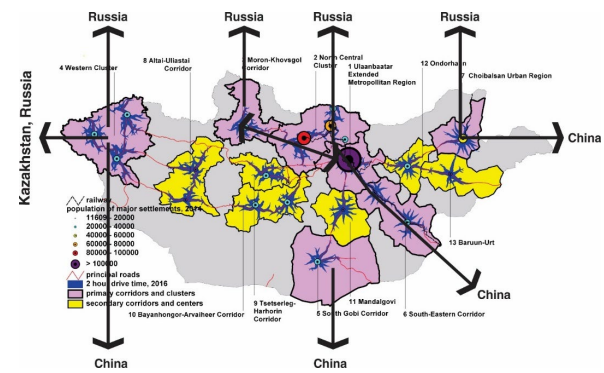 Russia
Russia
Russia
Russia
4 Western Cluster
8 Altai-Uliastai
Corridor
3 Moron-Khovsgol
Corridor
2 North Central
Cluster
1 Ulaanbaatar
Extended
Metropolitan Region
12 Ondorhaan
7 Choibalsan Urban Region
Kazakhstan, Russia
China
railway
population of major settlements, 2014
11609 - 20000
20000 - 40000
40000 - 60000
60000 - 80000
80000 - 100000
> 100000
principal roads
2 hour drive time, 2016
primary corridors and clusters
secondary corridors and centers
13 Baruun-Urt
China
10 Bayanhongor-Arvaiheer Corridor
9 Tsetserleg-
Harhorin
Corridor
5 South Gobi Corridor
11 Mandalgovi
6 South-Eastern Corridor
China
China